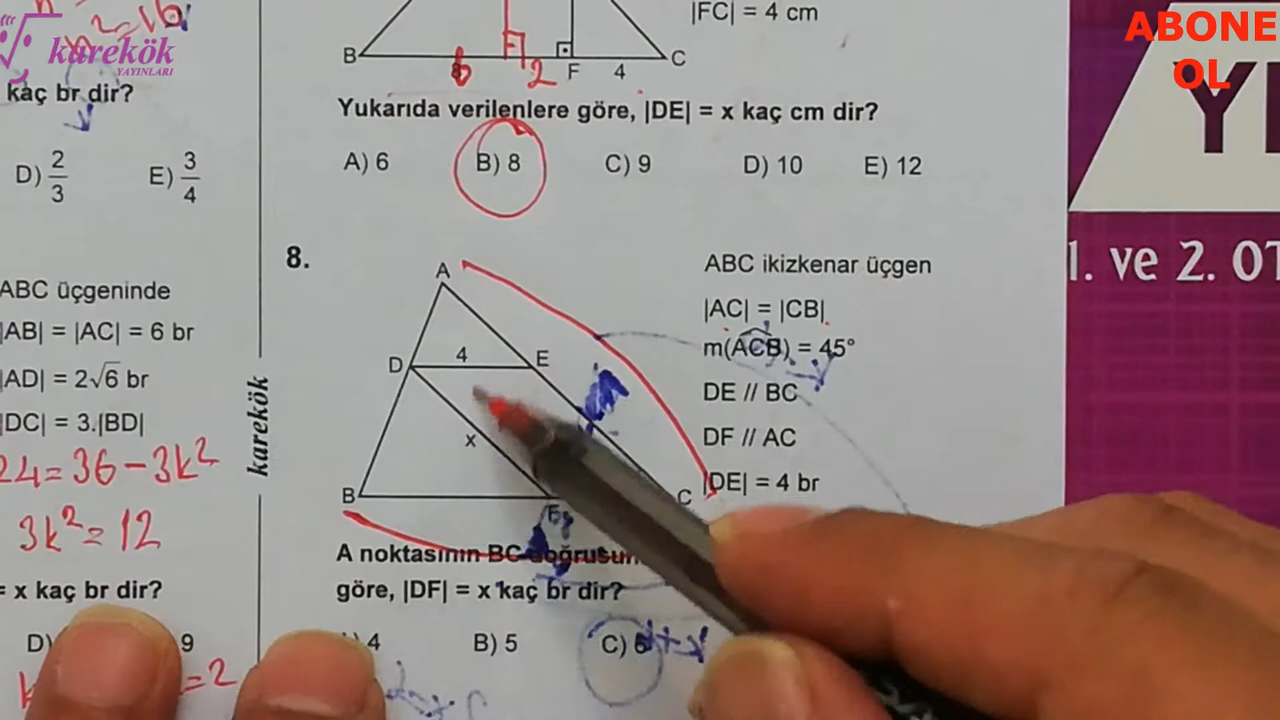 karekök
YAYINLARI
ABONE
OL
kaç br dir?
D) 2/3 E) 3/4
ABC üçgeninde
|AB| = |AC| = 6 br
|AD| = 2√6 br
|DC| = 3.|BD|
24=36-3k²
3k²=12
= x kaç br dir?
D) 9
=2
karekök
|FC| = 4 cm
B 6 2 F 4 C
Yukarıda verilenlere göre, |DE| = x kaç cm dir?
A) 6 B) 8 C) 9 D) 10 E) 12
8.
A
D 4 E
x
B C
ABC ikizkenar üçgen
|AC| = |CB|
m(ACB) = 45°
DE // BC
DF // AC
|DE| = 4 br
A noktasının BC doğrusun
göre, |DF| = x kaç br dir?
4 B) 5 C) 6
1. ve 2. OT